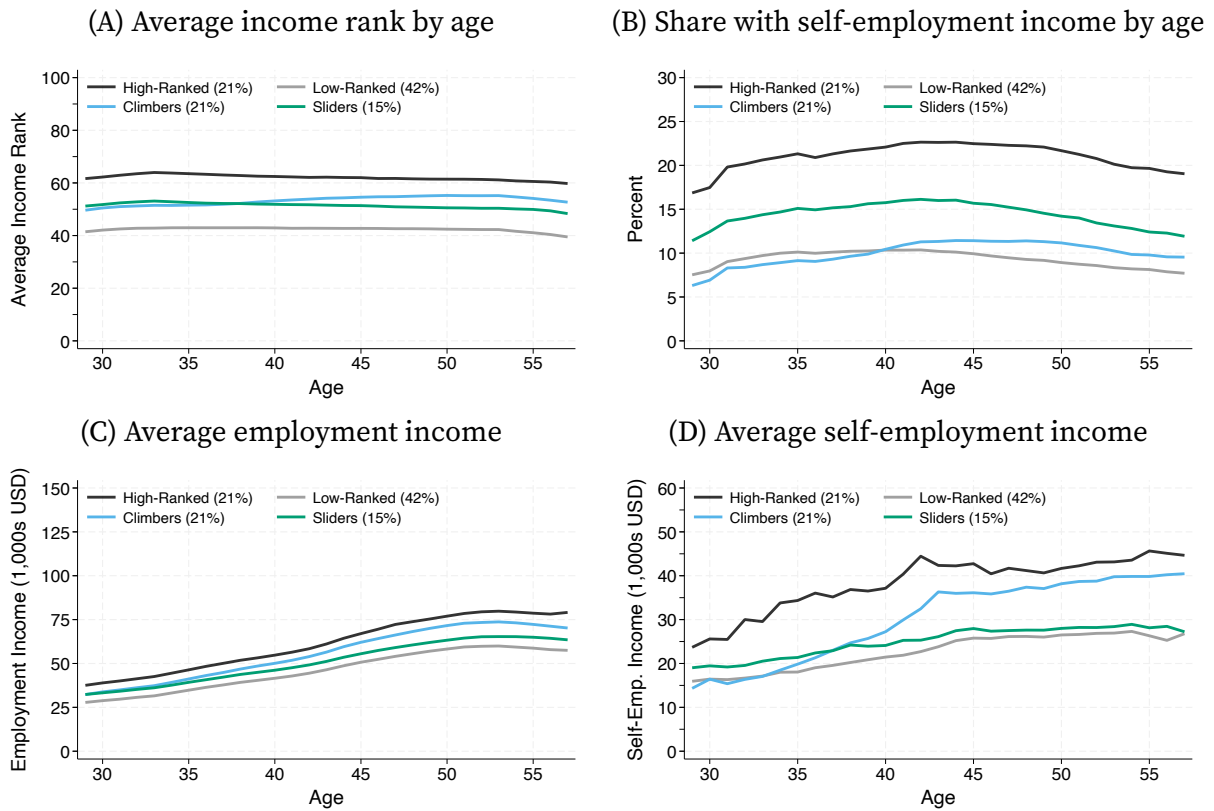 (A) Average income rank by age
Average Income Rank
100
80
60
40
20
0
High-Ranked (21%)
Low-Ranked (42%)
Climbers (21%)
Sliders (15%)
30 35 40 45 50 55
Age
(B) Share with self-employment income by age
Percent
30
25
20
15
10
5
0
High-Ranked (21%)
Low-Ranked (42%)
Climbers (21%)
Sliders (15%)
30 35 40 45 50 55
Age
(C) Average employment income
Employment Income (1,000s USD)
150
125
100
75
50
25
0
High-Ranked (21%)
Low-Ranked (42%)
Climbers (21%)
Sliders (15%)
30 35 40 45 50 55
Age
(D) Average self-employment income
Self-Emp. Income (1,000s USD)
60
50
40
30
20
10
0
High-Ranked (21%)
Low-Ranked (42%)
Climbers (21%)
Sliders (15%)
30 35 40 45 50 55
Age